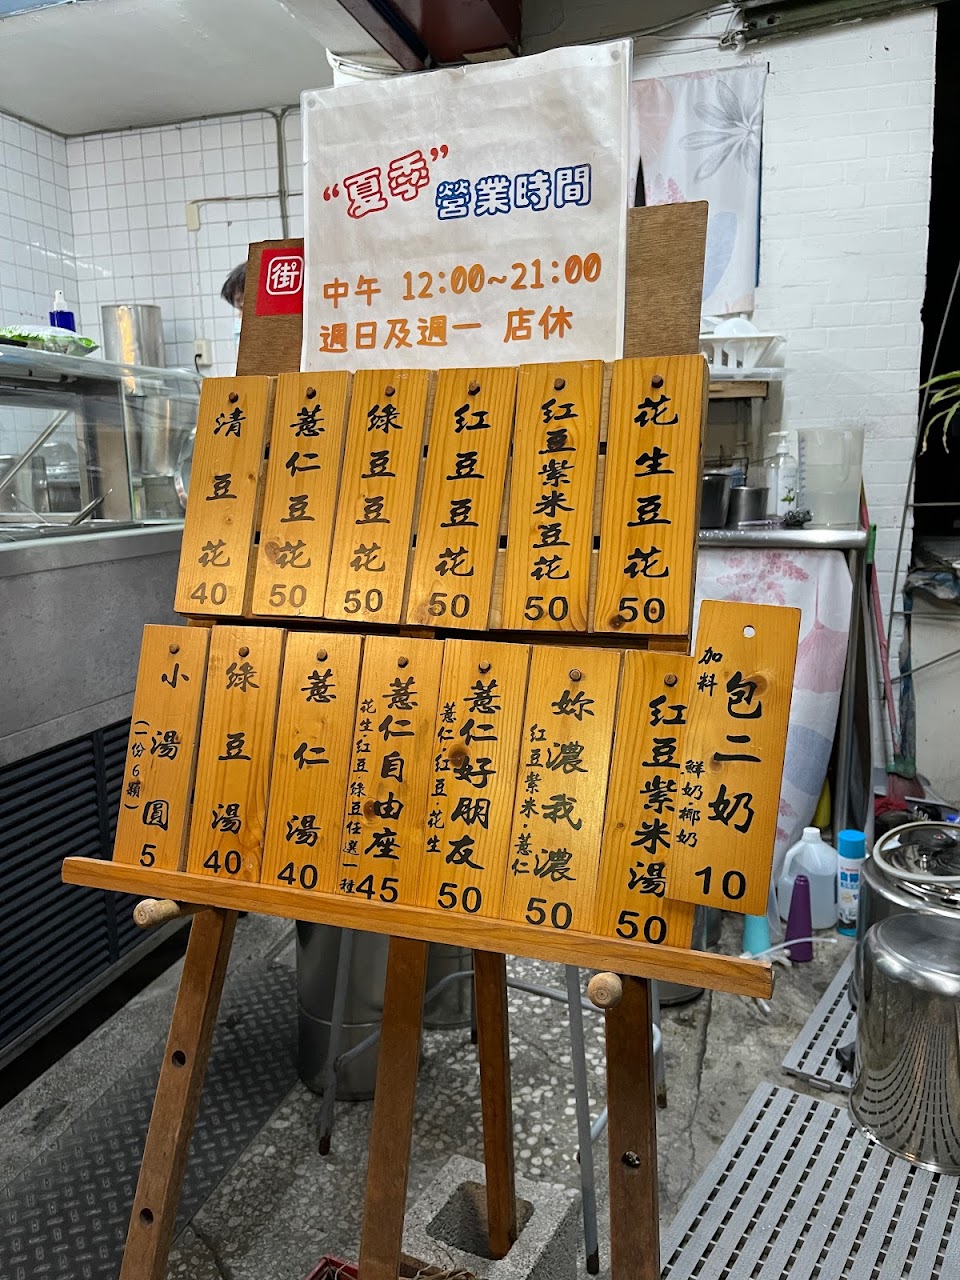 “夏季”營業時間
中午 12:00~21:00
週日及週一 店休
街
清豆花 40
薏仁豆花 50
綠豆豆花 50
紅豆豆花 50
紅豆紫米豆花 50
花生豆花 50
小湯圓 (一份6顆) 5
綠豆湯 40
薏仁湯 40
薏仁自由座 花生·紅豆·綠豆任選一種 45
薏仁好朋友 薏仁·紅豆·花生 50
妳濃我濃 紅豆紫米·薏仁 50
紅豆紫米湯 50
加料 包二奶 鮮奶·椰奶 10